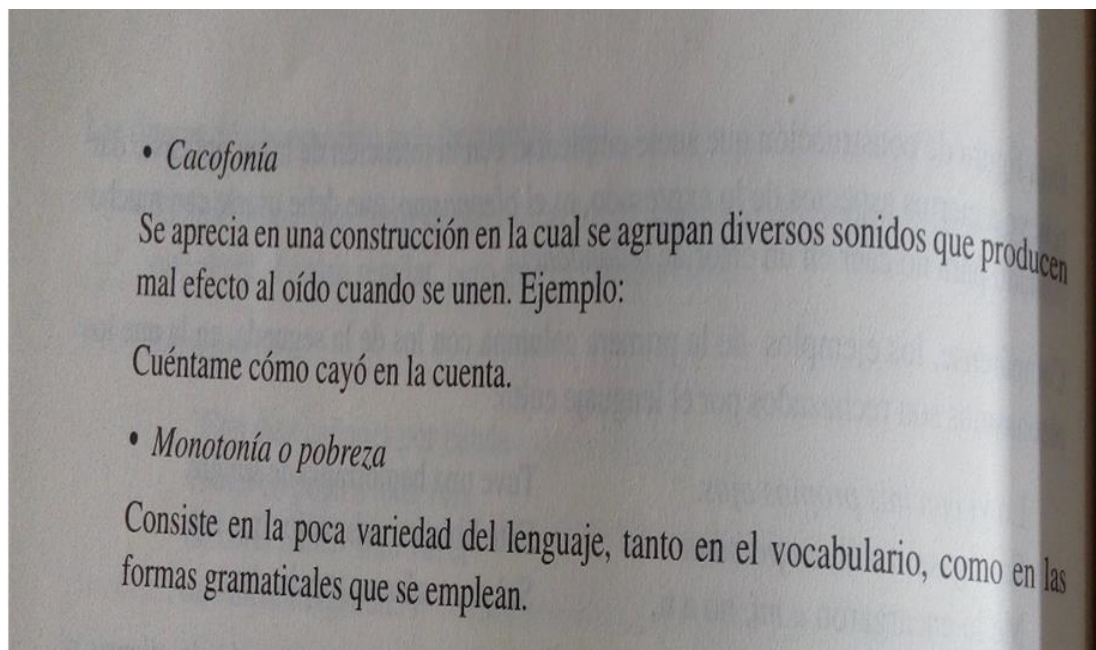 • Cacofonía
Se aprecia en una construcción en la cual se agrupan diversos sonidos que producen
mal efecto al oído cuando se unen. Ejemplo:
Cuéntame cómo cayó en la cuenta.
• Monotonía o pobreza
Consiste en la poca variedad del lenguaje, tanto en el vocabulario, como en las
formas gramaticales que se emplean.